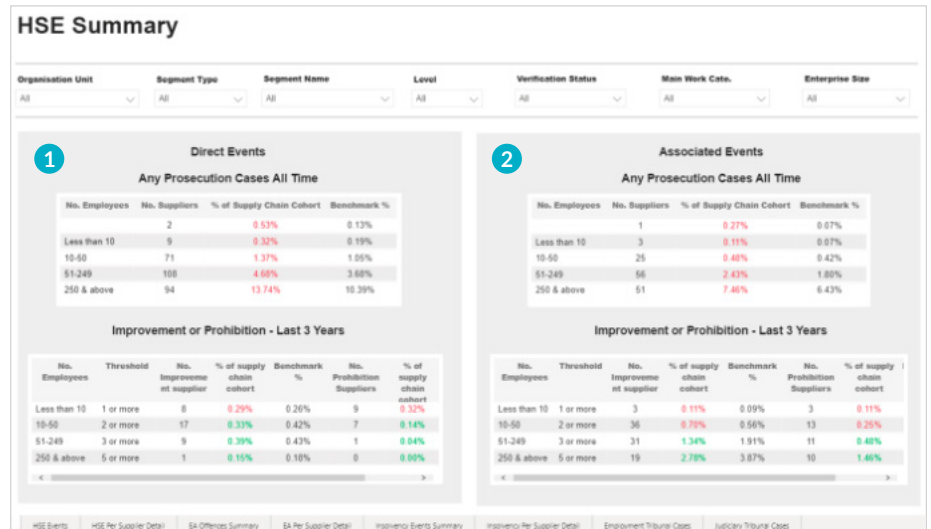 HSE Summary
Organisation Unit Segment Type Segment Name Level Verification Status Main Work Cate. Enterprise Size
All All All All All All All
1
Direct Events
Any Prosecution Cases All Time
No. Employees No. Suppliers % of Supply Chain Cohort Benchmark %
2 0.53% 0.13%
Less than 10 9 0.32% 0.19%
10-50 71 1.37% 1.05%
51-249 108 4.68% 3.68%
250 & above 94 13.74% 10.39%
Improvement or Prohibition - Last 3 Years
No. Threshold No. % of supply Benchmark No. % of
Employees Improveme chain % Prohibition supply
nt supplier cohort Suppliers chain
cohort
Less than 10 1 or more 8 0.29% 0.26% 9 0.32%
10-50 2 or more 17 0.33% 0.42% 7 0.14%
51-249 3 or more 9 0.39% 0.43% 1 0.04%
250 & above 5 or more 1 0.15% 0.18% 0 0.00%
2
Associated Events
Any Prosecution Cases All Time
No. Employees No. Suppliers % of Supply Chain Cohort Benchmark %
1 0.27% 0.07%
Less than 10 3 0.11% 0.07%
10-50 25 0.48% 0.42%
51-249 56 2.43% 1.80%
250 & above 51 7.46% 6.43%
Improvement or Prohibition - Last 3 Years
No. Threshold No. % of supply Benchmark No. % of supply
Employees Improveme chain % Prohibition chain
nt supplier cohort Suppliers cohort
Less than 10 1 or more 3 0.11% 0.09% 3 0.11%
10-50 2 or more 36 0.70% 0.56% 13 0.25%
51-249 3 or more 31 1.34% 1.91% 11 0.48%
250 & above 5 or more 19 2.78% 3.87% 10 1.46%
HSE Events HSE Per Supplier Detail EA Offences Summary EA Per Supplier Detail Insolvency Events Summary Insolvency Per Supplier Detail Employment Tribunal Cases Judiciary Tribunal Cases